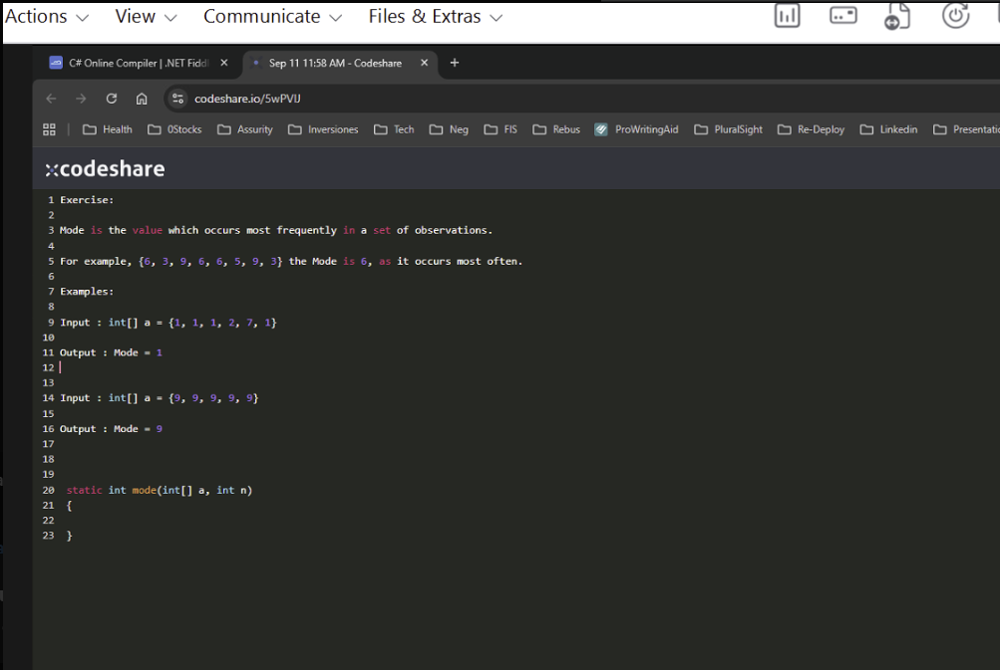 Actions View Communicate Files & Extras
C# Online Compiler | .NET Fiddl Sep 11 11:58 AM - Codeshare
codeshare.io/5wPVlJ
Health 0Stocks Assurity Inversiones Tech Neg FIS Rebus ProWritingAid PluralSight Re-Deploy Linkedin Presentatio
codeshare
1 Exercise:
2
3 Mode is the value which occurs most frequently in a set of observations.
4
5 For example, {6, 3, 9, 6, 6, 5, 9, 3} the Mode is 6, as it occurs most often.
6
7 Examples:
8
9 Input : int[] a = {1, 1, 1, 2, 7, 1}
10
11 Output : Mode = 1
12
13
14 Input : int[] a = {9, 9, 9, 9, 9}
15
16 Output : Mode = 9
17
18
19
20 static int mode(int[] a, int n)
21 {
22
23 }